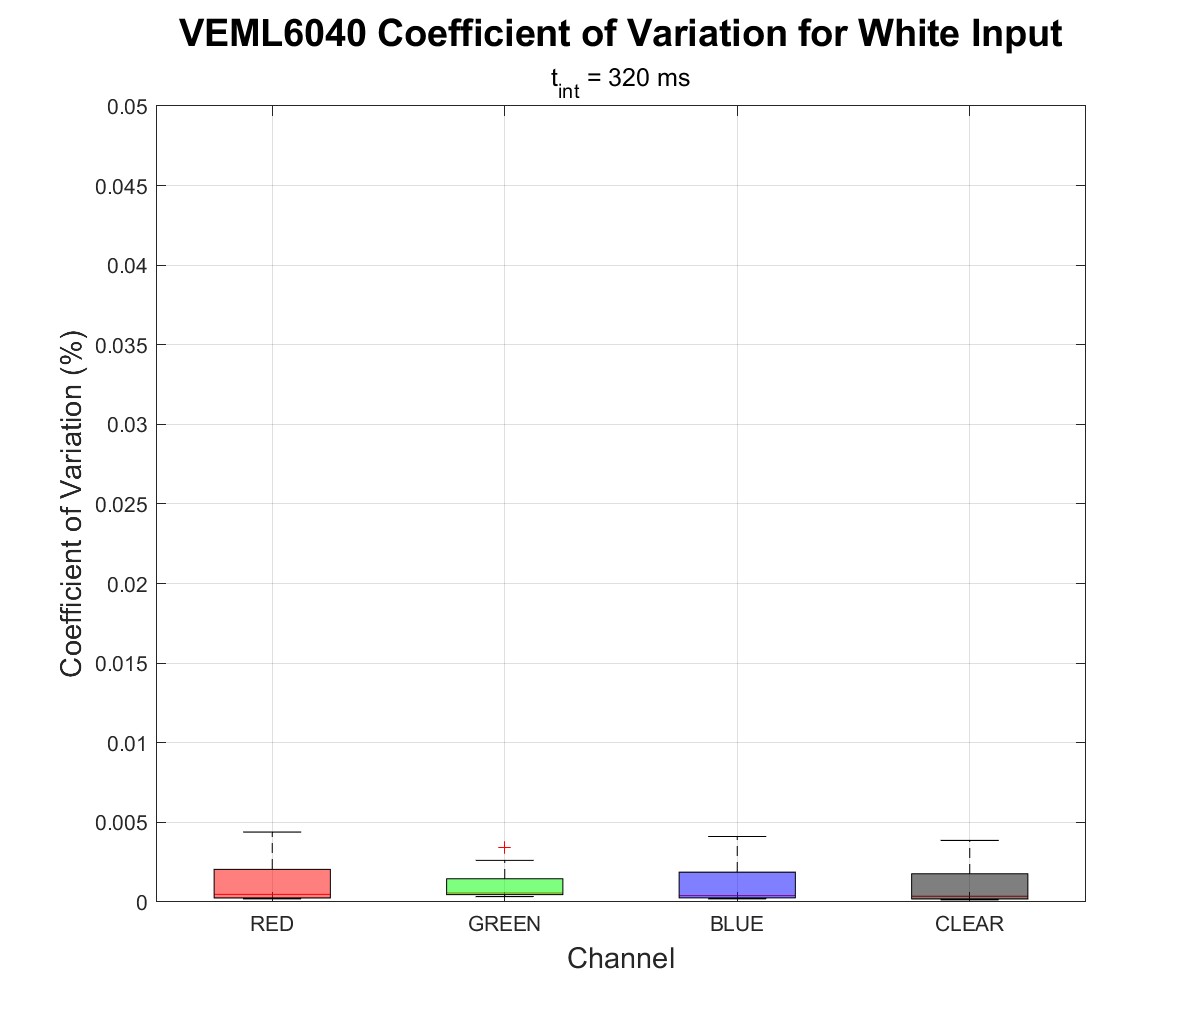 VEML6040 Coefficient of Variation for White Input
t_int = 320 ms
0.05
0.045
0.04
0.035
0.03
0.025
0.02
0.015
0.01
0.005
0
Coefficient of Variation (%)
RED GREEN BLUE CLEAR
Channel